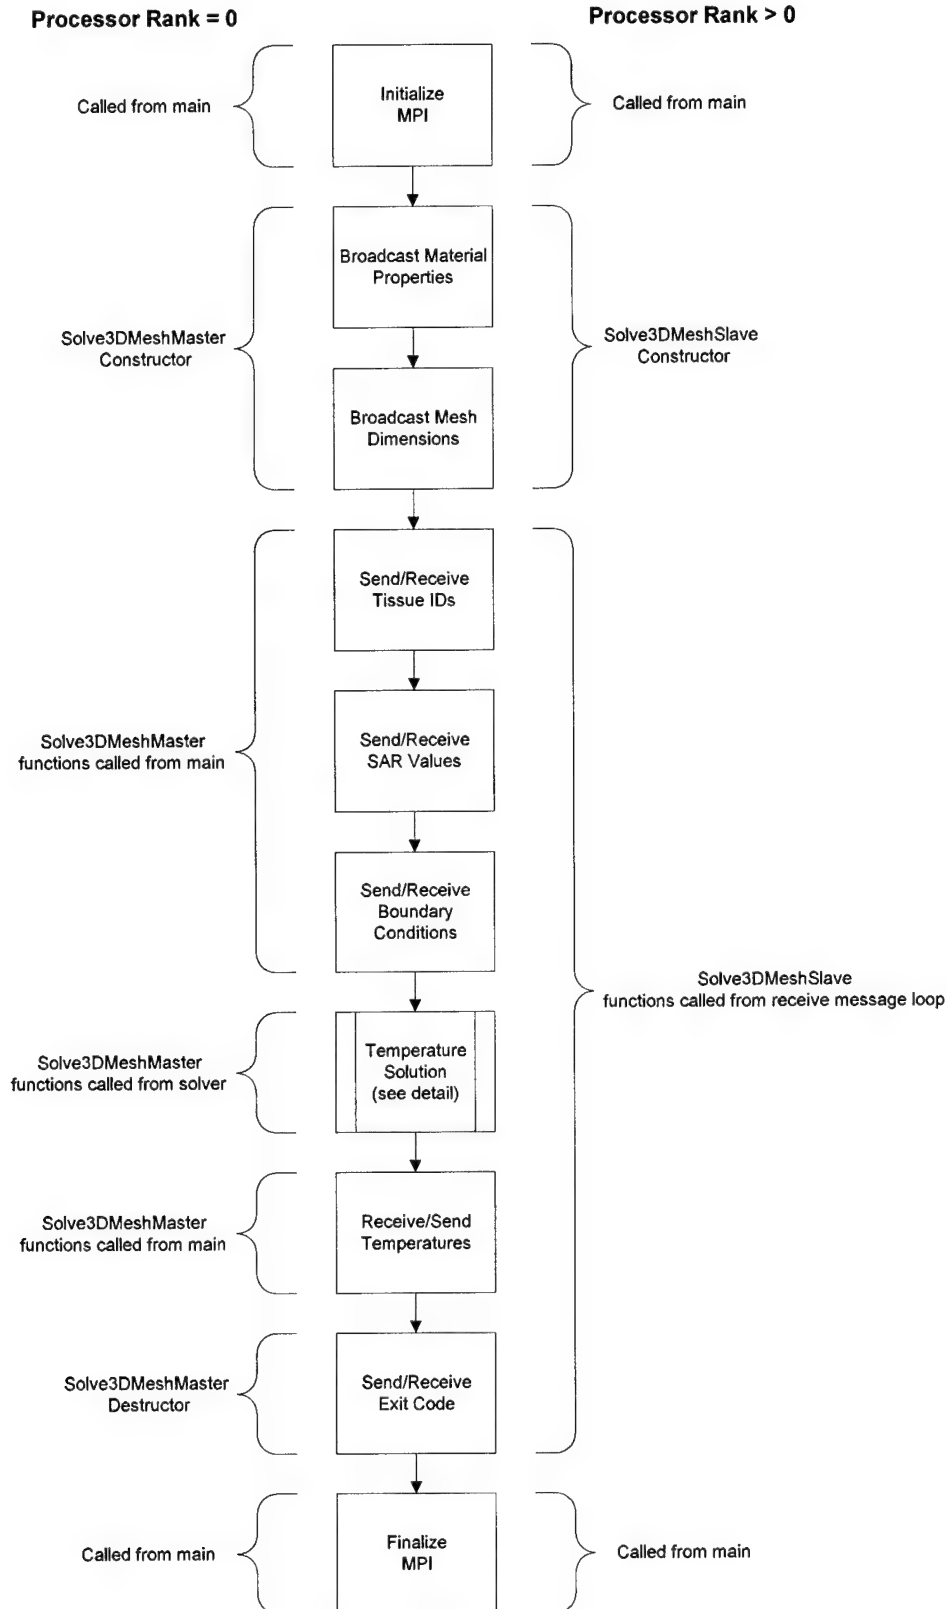 Processor Rank = 0
Processor Rank > 0
Called from main
Initialize
MPI
Called from main
Broadcast Material
Properties
Solve3DMeshMaster
Constructor
Solve3DMeshSlave
Constructor
Broadcast Mesh
Dimensions
Send/Receive
Tissue IDs
Solve3DMeshMaster
functions called from main
Send/Receive
SAR Values
Send/Receive
Boundary
Conditions
Solve3DMeshSlave
functions called from receive message loop
Solve3DMeshMaster
functions called from solver
Temperature
Solution
(see detail)
Solve3DMeshMaster
functions called from main
Receive/Send
Temperatures
Solve3DMeshMaster
Destructor
Send/Receive
Exit Code
Called from main
Finalize
MPI
Called from main